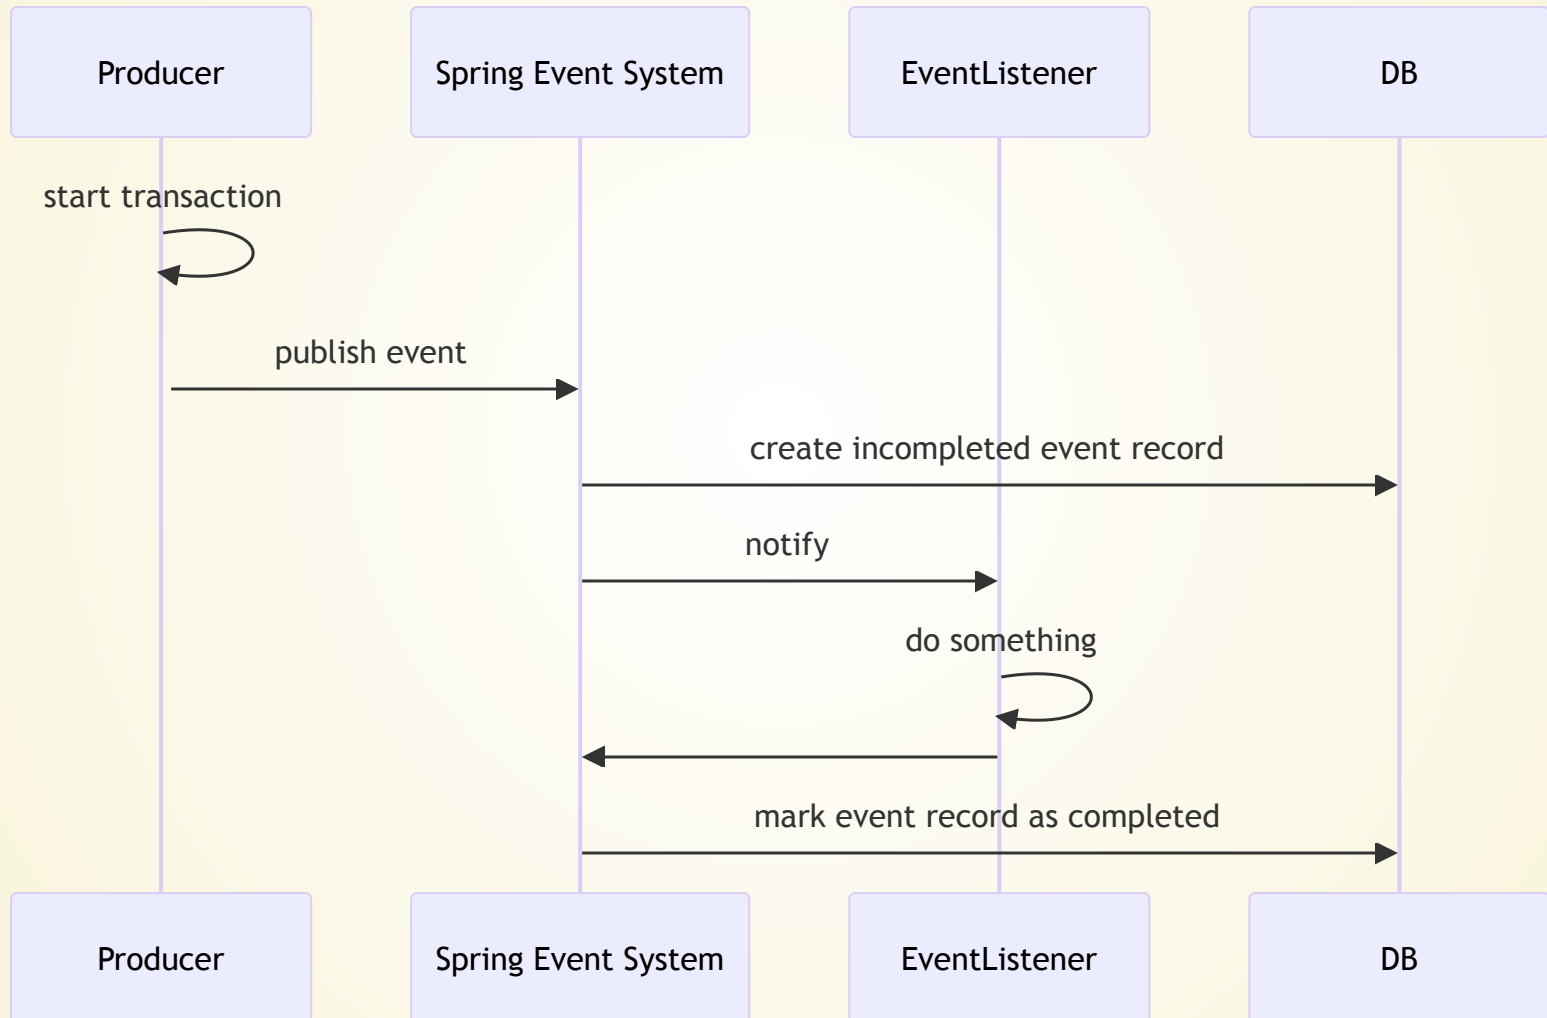 Producer
Spring Event System
EventListener
DB
start transaction
publish event
create incompleted event record
notify
do something
mark event record as completed
Producer
Spring Event System
EventListener
DB